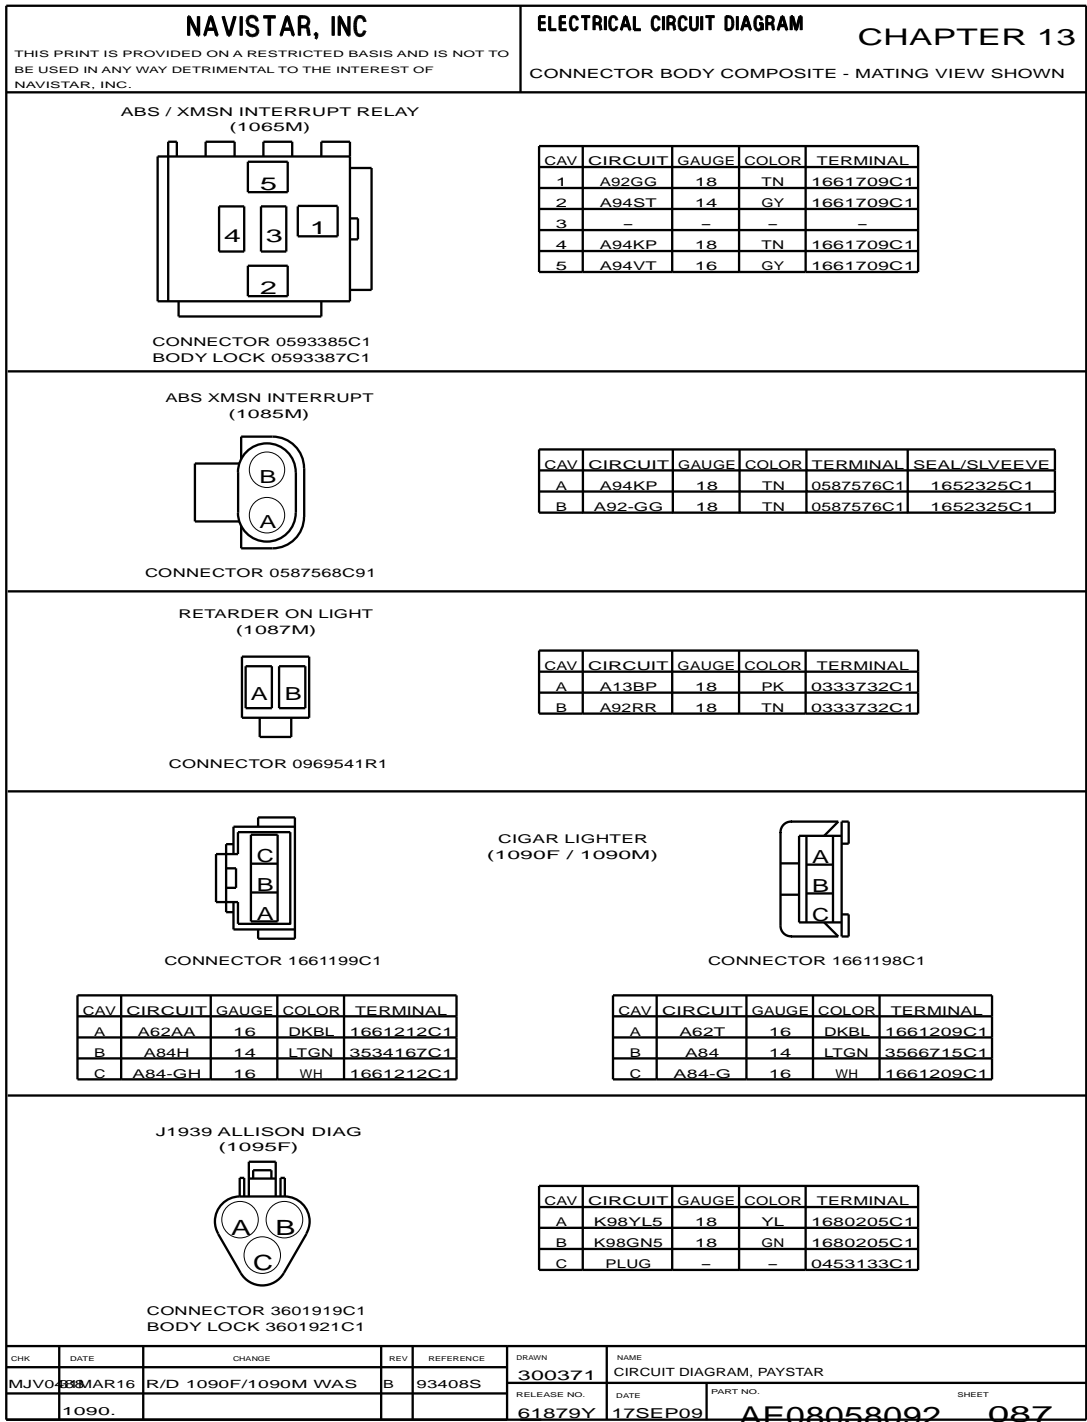 NAVISTAR, INC
THIS PRINT IS PROVIDED ON A RESTRICTED BASIS AND IS NOT TO
BE USED IN ANY WAY DETRIMENTAL TO THE INTEREST OF
NAVISTAR, INC.
ELECTRICAL CIRCUIT DIAGRAM
CHAPTER 13
CONNECTOR BODY COMPOSITE - MATING VIEW SHOWN
ABS / XMSN INTERRUPT RELAY
(1065M)
5
4 3 1
2
CONNECTOR 0593385C1
BODY LOCK 0593387C1
CAV CIRCUIT GAUGE COLOR TERMINAL
1 A92GG 18 TN 1661709C1
2 A94ST 14 GY 1661709C1
3 – – – –
4 A94KP 18 TN 1661709C1
5 A94VT 16 GY 1661709C1
ABS XMSN INTERRUPT
(1085M)
B
A
CONNECTOR 0587568C91
CAV CIRCUIT GAUGE COLOR TERMINAL SEAL/SLVEEVE
A A94KP 18 TN 0587576C1 1652325C1
B A92-GG 18 TN 0587576C1 1652325C1
RETARDER ON LIGHT
(1087M)
A B
CONNECTOR 0969541R1
CAV CIRCUIT GAUGE COLOR TERMINAL
A A13BP 18 PK 0333732C1
B A92RR 18 TN 0333732C1
CIGAR LIGHTER
(1090F / 1090M)
C
B
A
CONNECTOR 1661199C1
CAV CIRCUIT GAUGE COLOR TERMINAL
A A62AA 16 DKBL 1661212C1
B A84H 14 LTGN 3534167C1
C A84-GH 16 WH 1661212C1
A
B
C
CONNECTOR 1661198C1
CAV CIRCUIT GAUGE COLOR TERMINAL
A A62T 16 DKBL 1661209C1
B A84 14 LTGN 3566715C1
C A84-G 16 WH 1661209C1
J1939 ALLISON DIAG
(1095F)
A B
C
CONNECTOR 3601919C1
BODY LOCK 3601921C1
CAV CIRCUIT GAUGE COLOR TERMINAL
A K98YL5 18 YL 1680205C1
B K98GN5 18 GN 1680205C1
C PLUG – – 0453133C1
CHK DATE CHANGE REV REFERENCE
R/D 1090F/1090M WAS B 93408S
1090.
DRAWN
300371
NAME
CIRCUIT DIAGRAM, PAYSTAR
RELEASE NO.
61879Y
DATE
17SEP09
PART NO.
AE08058092
SHEET
087